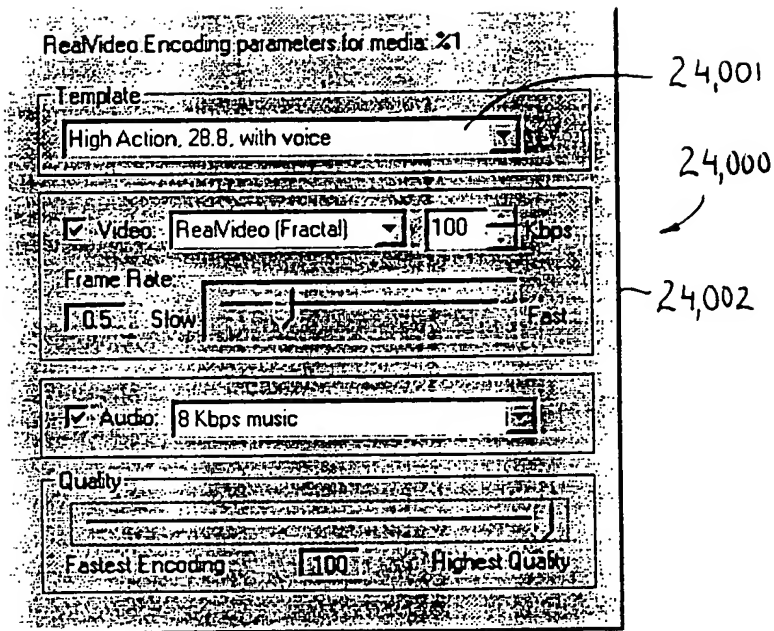 RealVideo Encoding parameters for media: %1
24,001
Template
High Action, 28.8, with voice
24,000
Video: RealVideo (Fractal) 100 Kbps
Frame Rate:
24,002
0.5 Slow Fast
Audio: 8 Kbps music
Quality
Fastest Encoding 100 Highest Quality